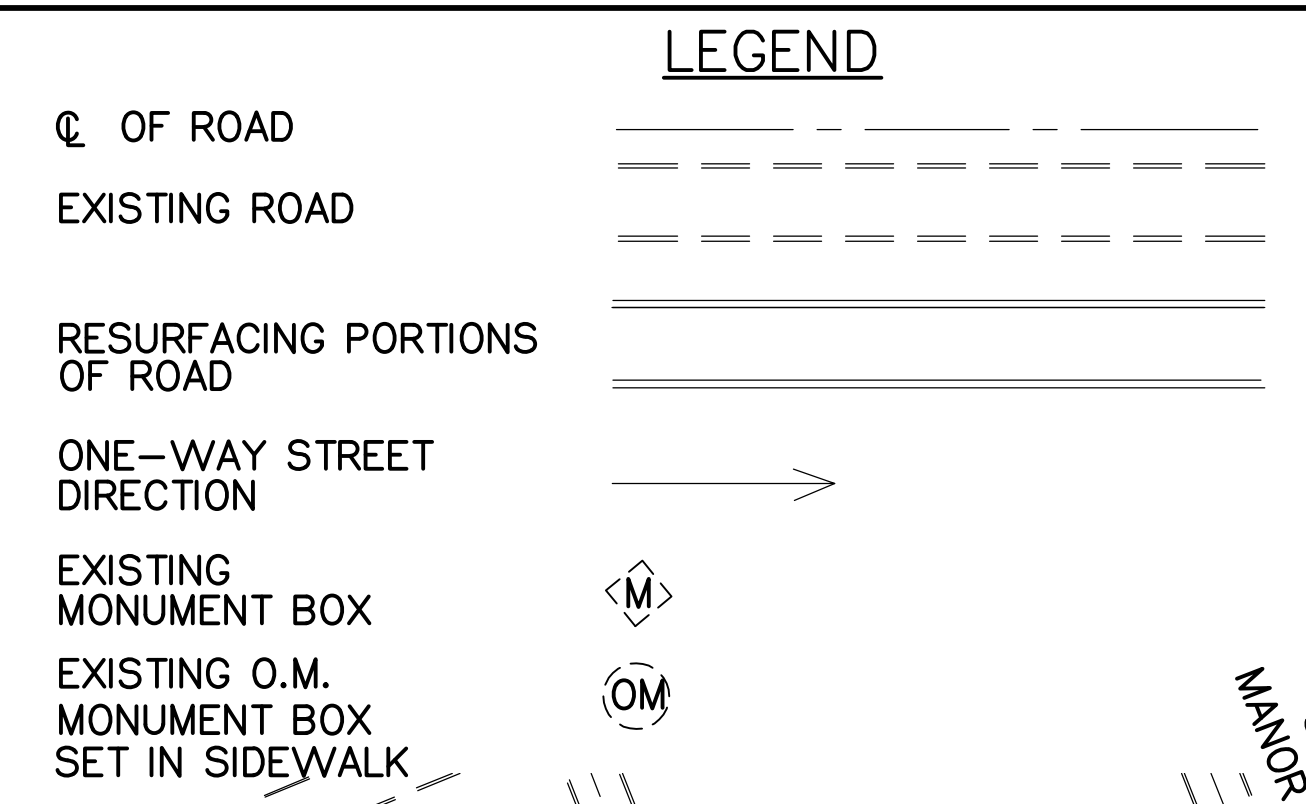 LEGEND
℄ OF ROAD
EXISTING ROAD
RESURFACING PORTIONS
OF ROAD
ONE-WAY STREET
DIRECTION
EXISTING
MONUMENT BOX
M
EXISTING O.M.
MONUMENT BOX
SET IN SIDEWALK
OM
MANOR